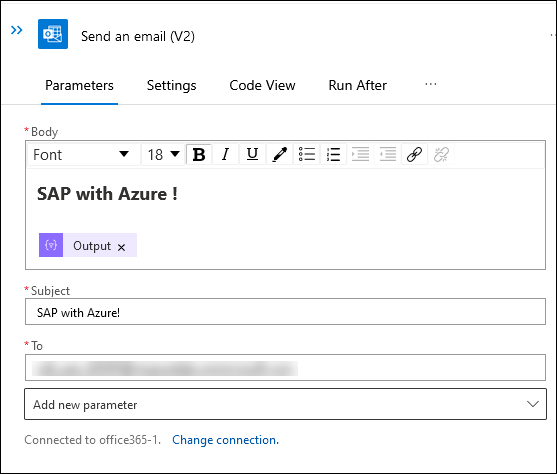 Send an email (V2)
Parameters Settings Code View Run After ...
* Body
Font 18 B I U
SAP with Azure !
{v} Output ×
* Subject
SAP with Azure!
* To
Add new parameter
Connected to office365-1. Change connection.